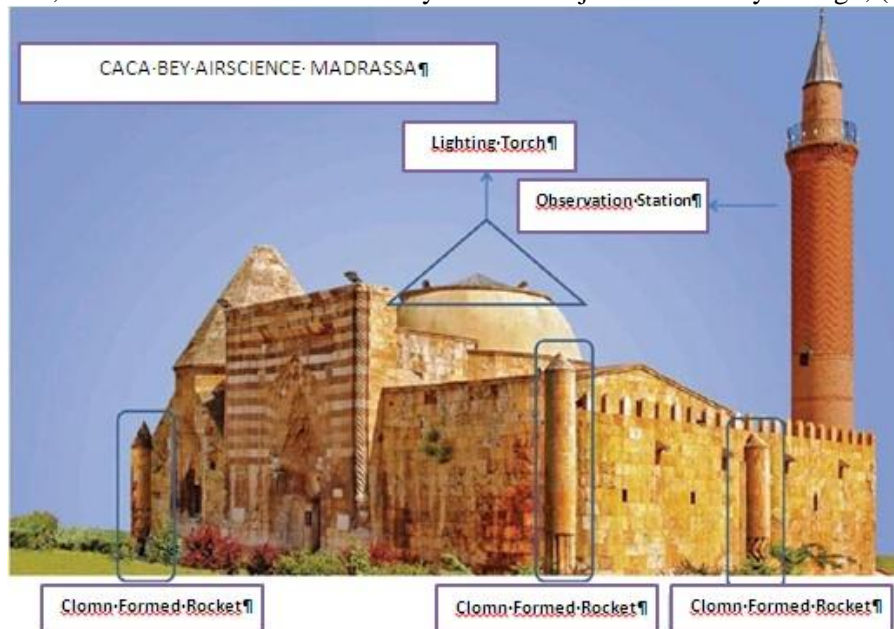 CACA·BEY·AIRSCIENCE·MADRASSA¶
Lighting·Torch¶
Observation·Station¶
Clomn·Formed·Rocket¶
Clomn·Formed·Rocket¶
Clomn·Formed·Rocket¶